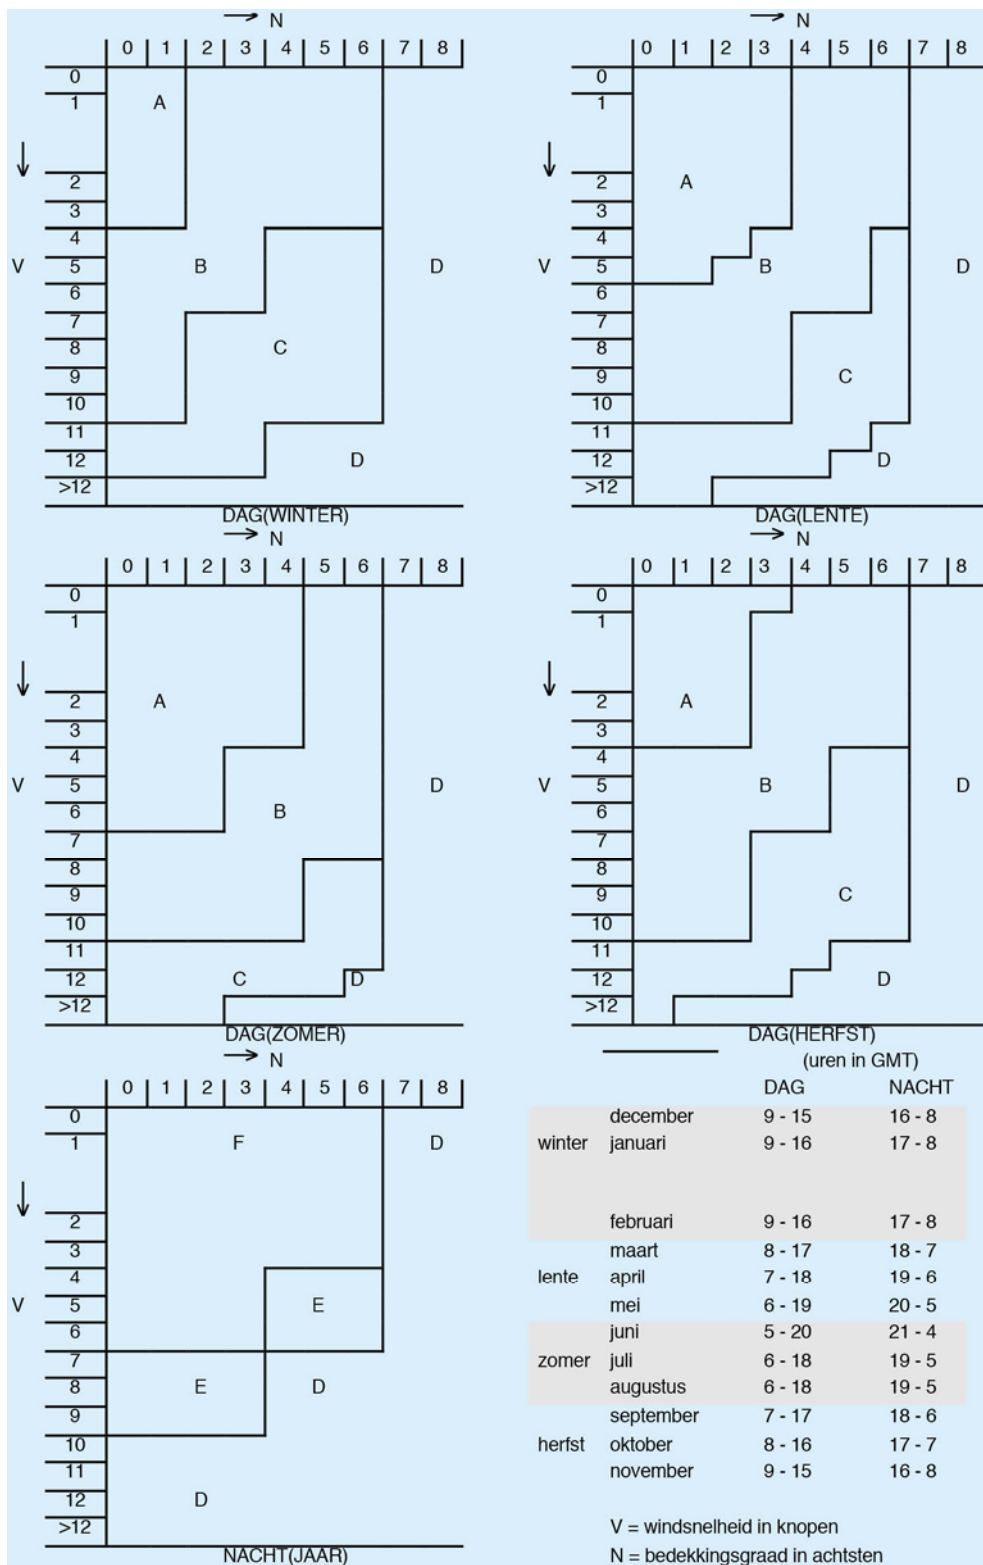 N
0 1 2 3 4 5 6 7 8
0
1 A
2
3
4
V 5 B D
6
7
8 C
9
10
11
12 D
>12
DAG(WINTER)
N
0 1 2 3 4 5 6 7 8
0
1
2 A
3
4
V 5 B D
6
7
8
9 C
10
11
12 D
>12
DAG(LENTE)
N
0 1 2 3 4 5 6 7 8
0
1
2 A
3
4
V 5 D
6 B
7
8
9
10
11
12 C D
>12
DAG(ZOMER)
N
0 1 2 3 4 5 6 7 8
0
1
2 A
3
4
V 5 B D
6
7
8
9 C
10
11
12 D
>12
DAG(HERFST)
N
0 1 2 3 4 5 6 7 8
0
1 F D
2
3
4
V 5 E
6
7
8 E D
9
10
11
12 D
>12
NACHT(JAAR)
(uren in GMT)
DAG NACHT
december 9 - 15 16 - 8
winter januari 9 - 16 17 - 8
februari 9 - 16 17 - 8
maart 8 - 17 18 - 7
lente april 7 - 18 19 - 6
mei 6 - 19 20 - 5
juni 5 - 20 21 - 4
zomer juli 6 - 18 19 - 5
augustus 6 - 18 19 - 5
september 7 - 17 18 - 6
herfst oktober 8 - 16 17 - 7
november 9 - 15 16 - 8
V = windsnelheid in knopen
N = bedekkingsgraad in achtsten